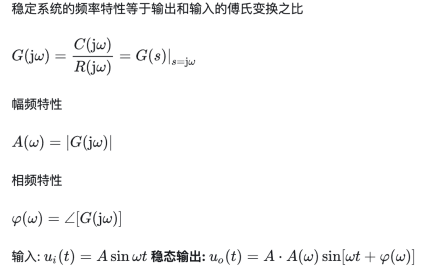 稳定系统的频率特性等于输出和输入的傅氏变换之比
G(jω) = C(jω)/R(jω) = G(s)|_{s=jω}
幅频特性
A(ω) = |G(jω)|
相频特性
φ(ω) = ∠[G(jω)]
输入: u_i(t) = A sin ωt 稳态输出: u_o(t) = A · A(ω) sin[ωt + φ(ω)]